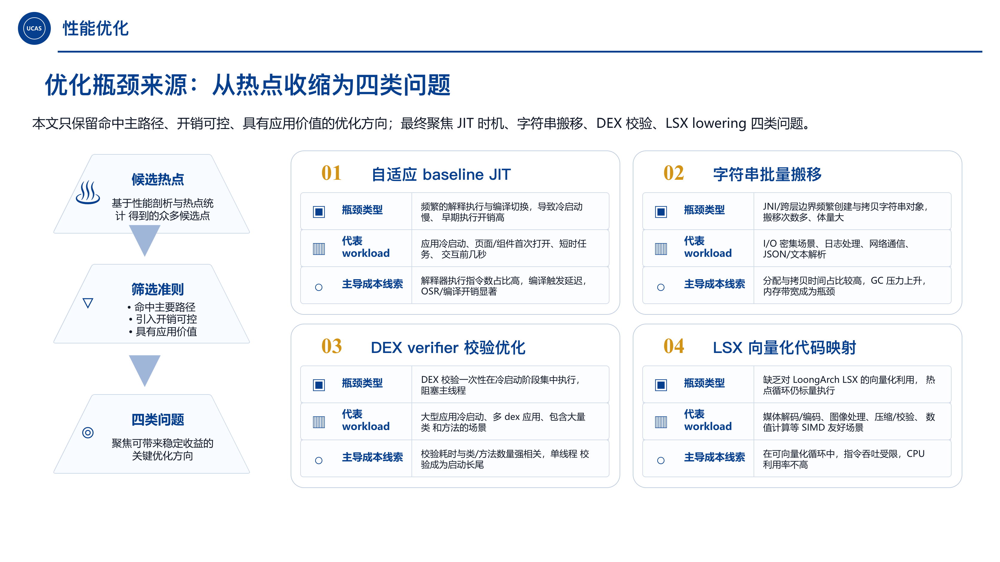 UCAS
性能优化
优化瓶颈来源：从热点收缩为四类问题
本文只保留命中主路径、开销可控、具有应用价值的优化方向；最终聚焦 JIT 时机、字符串搬移、DEX 校验、LSX lowering 四类问题。
候选热点
基于性能剖析与热点统
计 得到的众多候选点
筛选准则
• 命中主要路径
• 引入开销可控
• 具有应用价值
四类问题
聚焦可带来稳定收益的
关键优化方向
01 自适应 baseline JIT
瓶颈类型
频繁的解释执行与编译切换，导致冷启动
慢、 早期执行开销高
代表
workload
应用冷启动、页面/组件首次打开、短时任
务、 交互前几秒
主导成本线索
解释器执行指令数占比高，编译触发延迟，
OSR/编译开销显著
02 字符串批量搬移
瓶颈类型
JNI/跨层边界频繁创建与拷贝字符串对象，
搬移次数多、体量大
代表
workload
I/O 密集场景、日志处理、网络通信、
JSON/文本解析
主导成本线索
分配与拷贝时间占比较高，GC 压力上升，
内存带宽成为瓶颈
03 DEX verifier 校验优化
瓶颈类型
DEX 校验一次性在冷启动阶段集中执行，
阻塞主线程
代表
workload
大型应用冷启动、多 dex 应用、包含大量
类 和方法的场景
主导成本线索
校验耗时与类/方法数量强相关，单线程 校
验成为启动长尾
04 LSX 向量化代码映射
瓶颈类型
缺乏对 LoongArch LSX 的向量化利用， 热
点循环仍标量执行
代表
workload
媒体解码/编码、图像处理、压缩/校验、 数
值计算等 SIMD 友好场景
主导成本线索
在可向量化循环中，指令吞吐受限，CPU
利用率不高